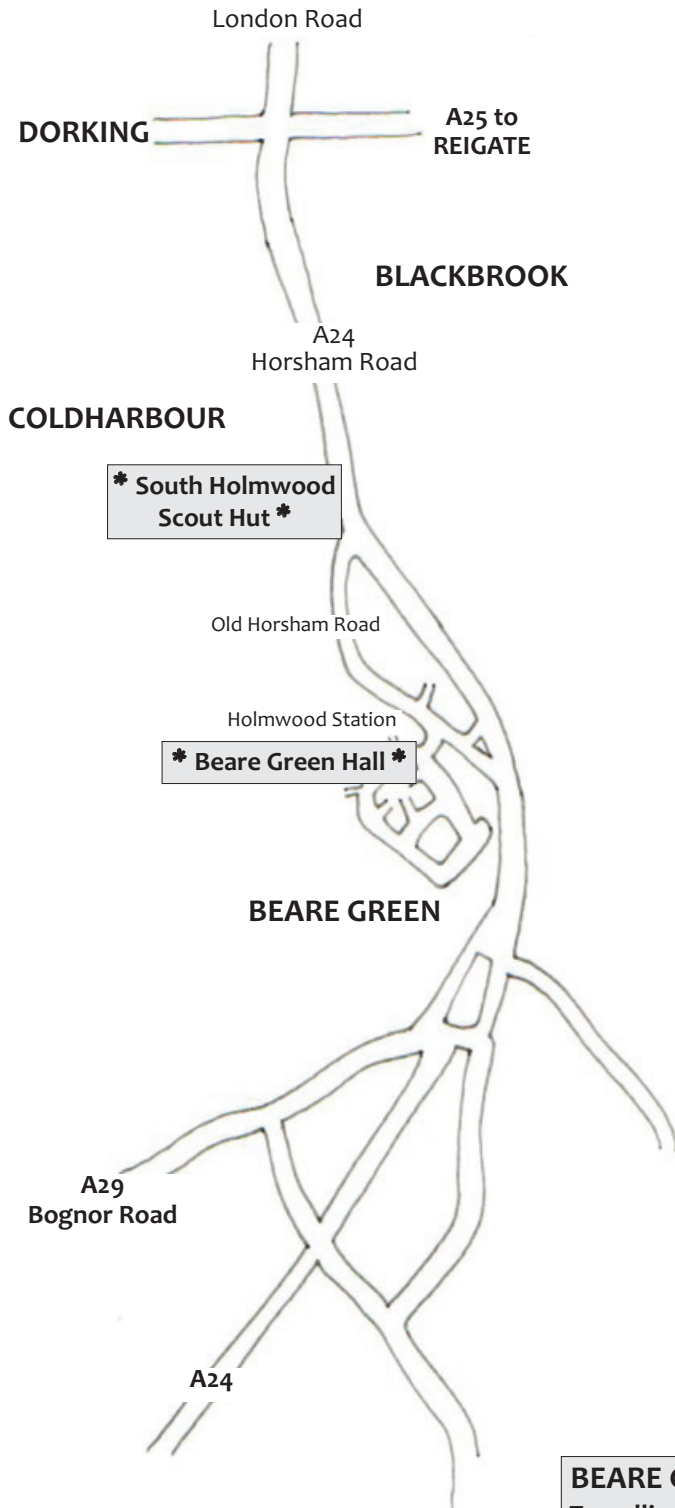 London Road
DORKING
A25 to
REIGATE
BLACKBROOK
A24
Horsham Road
COLDHARBOUR
* South Holmwood
Scout Hut *
Old Horsham Road
Holmwood Station
* Beare Green Hall *
BEARE GREEN
A29
Bognor Road
A24
BEARE